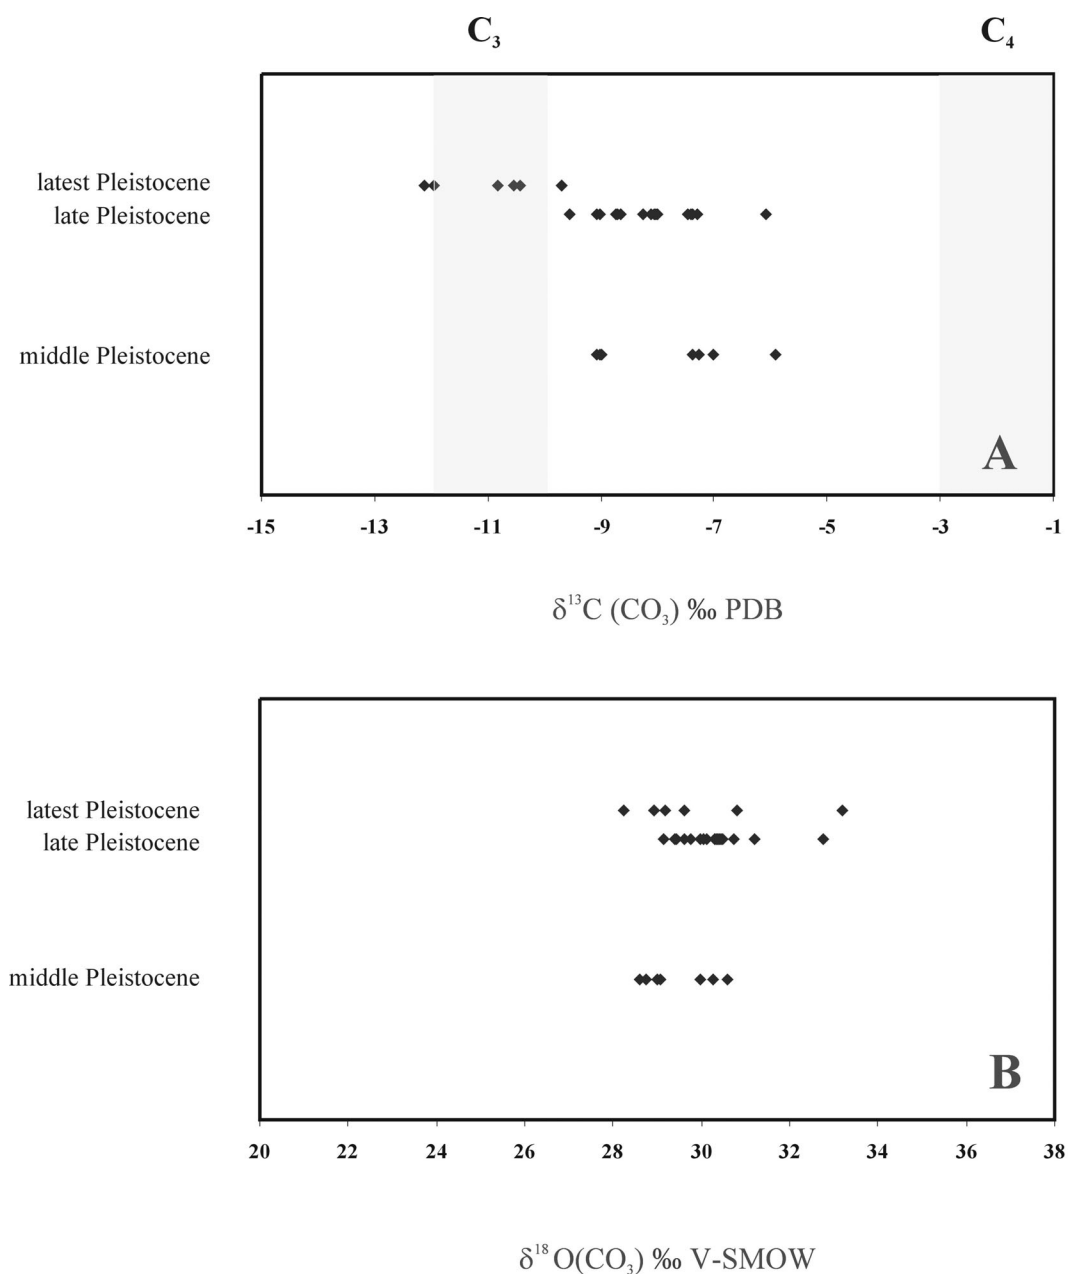 C₃ C₄
latest Pleistocene
late Pleistocene
middle Pleistocene
A
-15 -13 -11 -9 -7 -5 -3 -1
δ¹³C (CO₃) ‰ PDB
latest Pleistocene
late Pleistocene
middle Pleistocene
B
20 22 24 26 28 30 32 34 36 38
δ¹⁸O(CO₃) ‰ V-SMOW